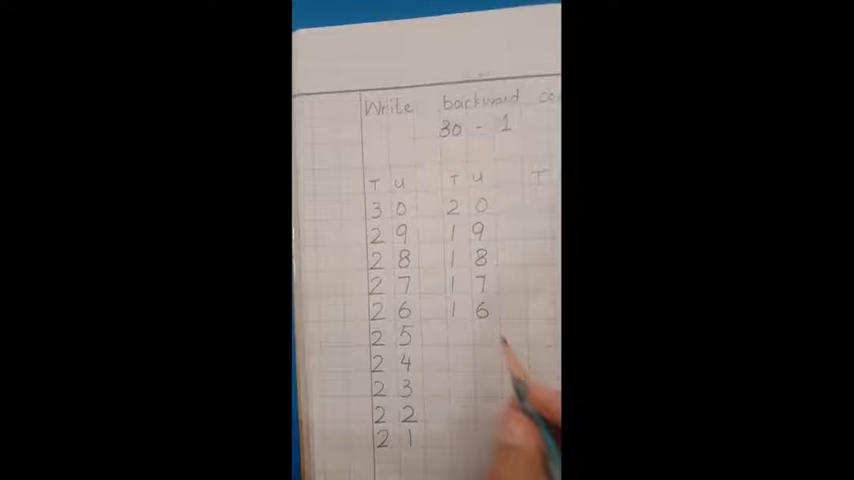 Write backward
30 - 1
T U T U T
3 0 2 0
2 9 1 9
2 8 1 8
2 7 1 7
2 6 1 6
2 5
2 4
2 3
2 2
2 1